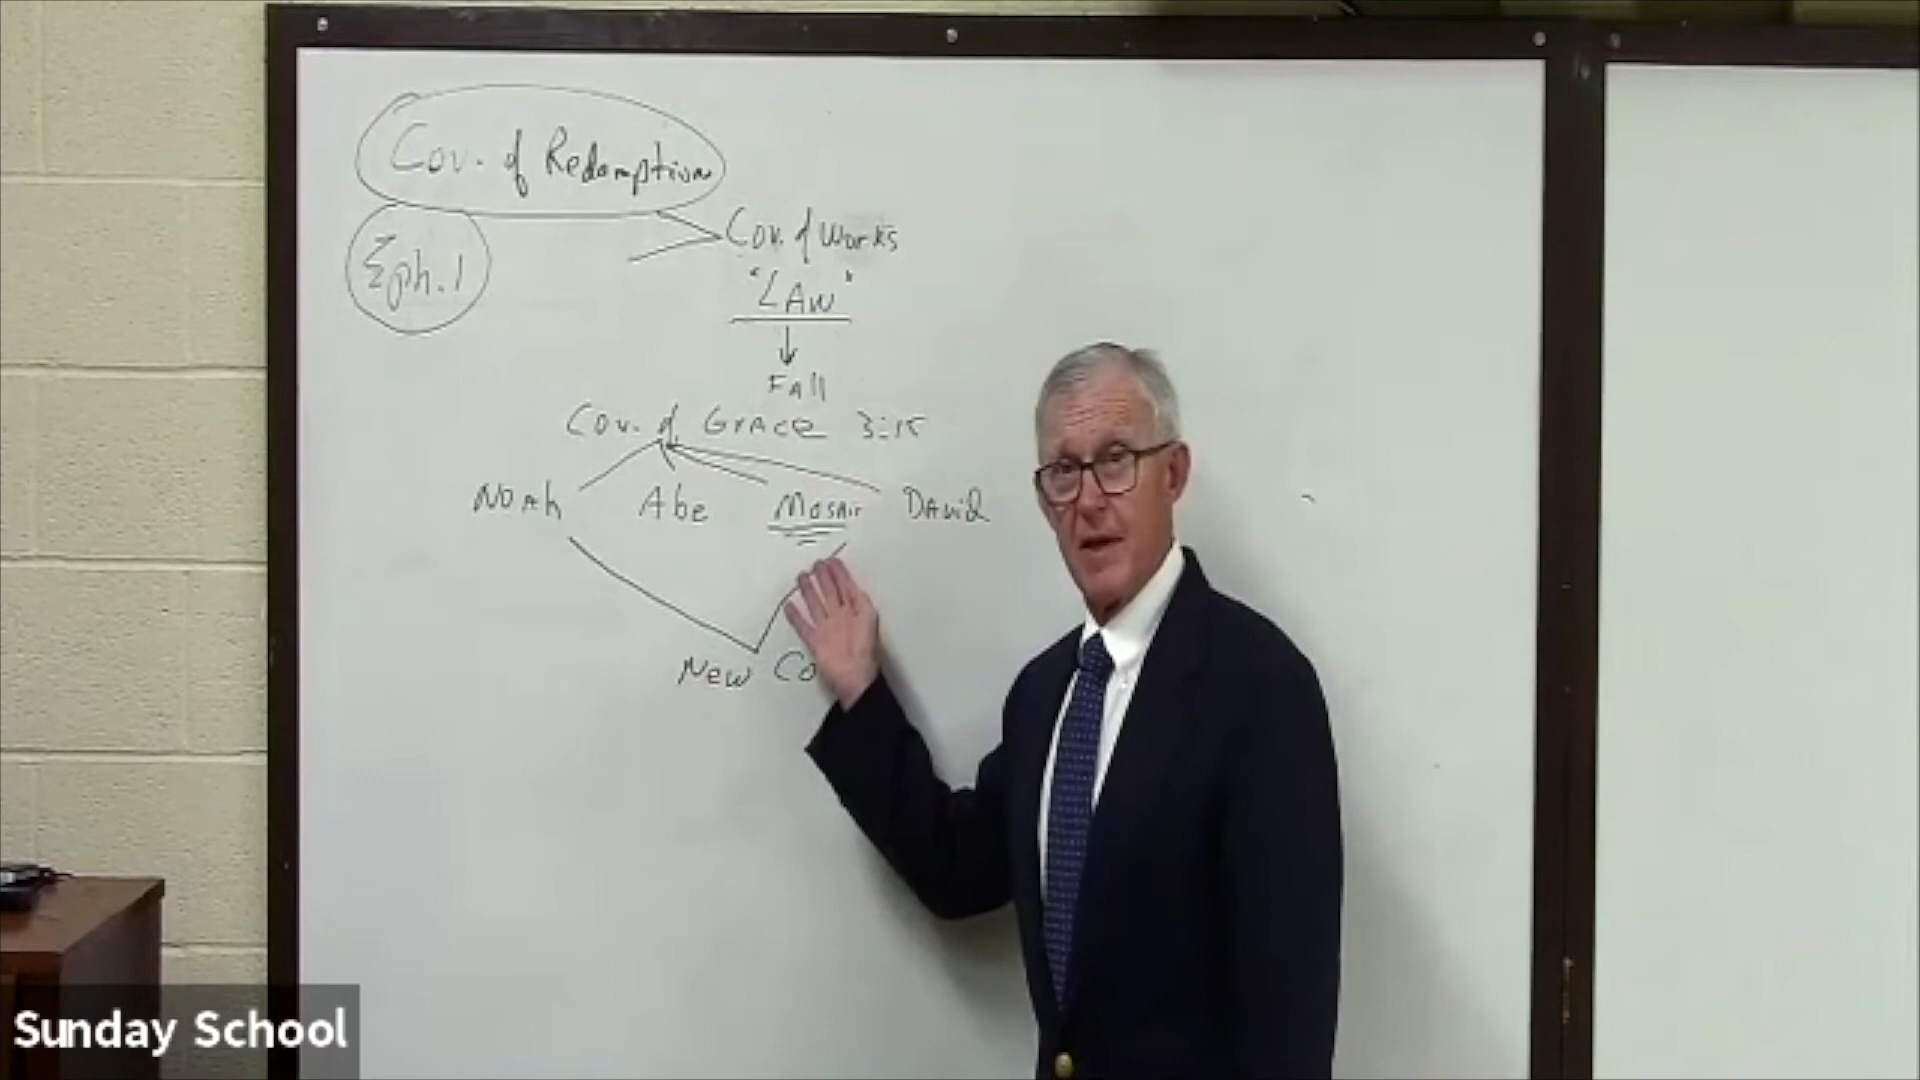 Cov. of Redemption
Eph. 1
Cov. of Works
"LAW"
Fall
Cov. of Grace 3:15
Noah Abe Mosaic David
New Co
Sunday School